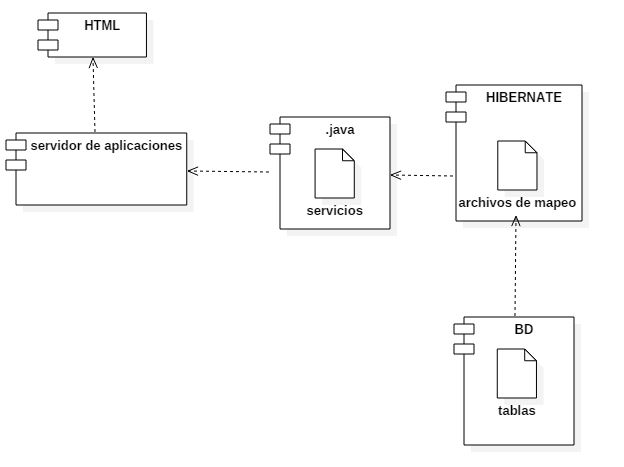 HTML
servidor de aplicaciones
.java
servicios
HIBERNATE
archivos de mapeo
BD
tablas